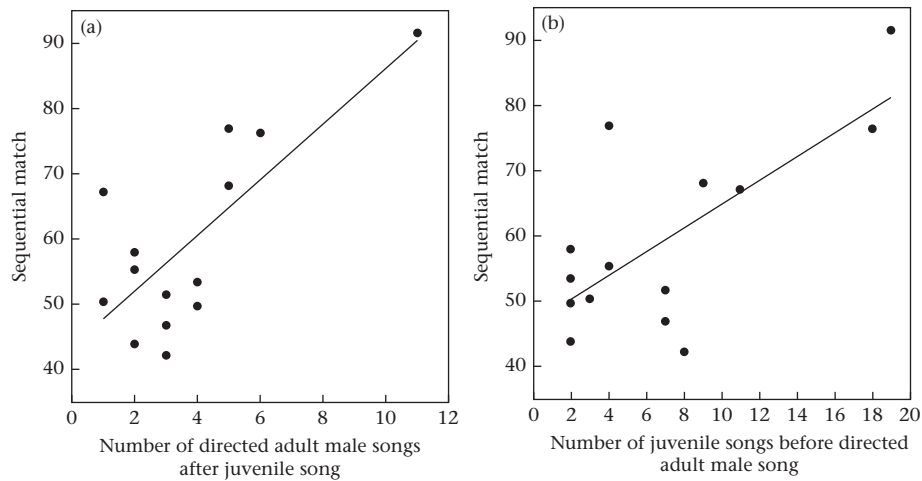 (a)
90
80
70
60
50
40
Sequential match
0 2 4 6 8 10 12
Number of directed adult male songs
after juvenile song
(b)
90
80
70
60
50
40
Sequential match
0 2 4 6 8 10 12 14 16 18 20
Number of juvenile songs before directed
adult male song